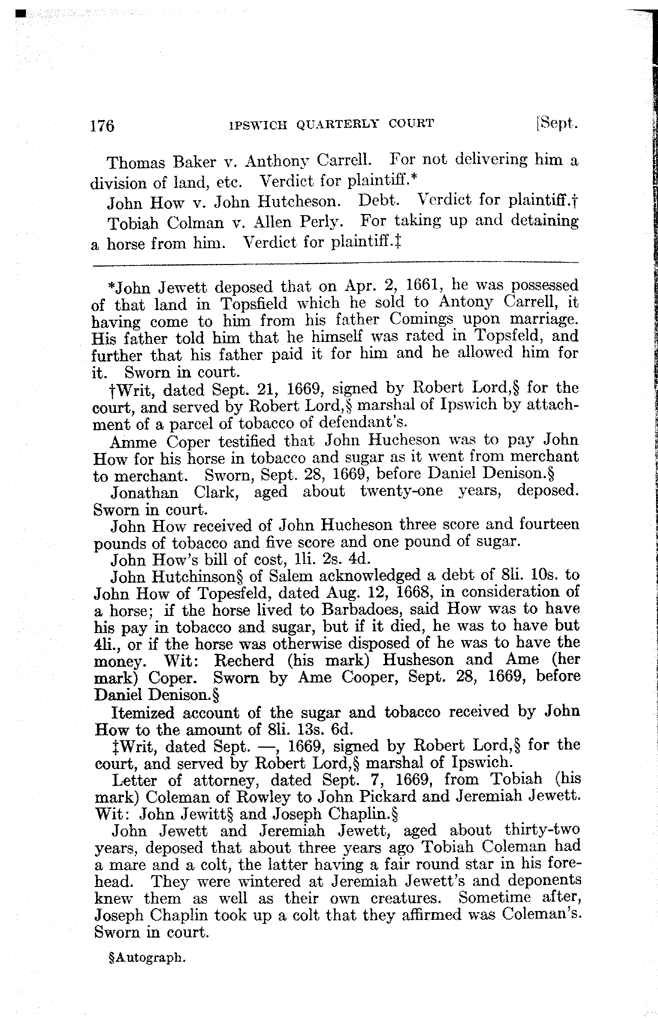 176 IPSWICH QUARTERLY COURT [Sept.
Thomas Baker v. Anthony Carrell. For not delivering him a
division of land, etc. Verdict for plaintiff.*
John How v. John Hutcheson. Debt. Verdict for plaintiff.†
Tobiah Colman v. Allen Perly. For taking up and detaining
a horse from him. Verdict for plaintiff.‡
*John Jewett deposed that on Apr. 2, 1661, he was possessed
of that land in Topsfield which he sold to Antony Carrell, it
having come to him from his father Comings upon marriage.
His father told him that he himself was rated in Topsfeld, and
further that his father paid it for him and he allowed him for
it. Sworn in court.
†Writ, dated Sept. 21, 1669, signed by Robert Lord,§ for the
court, and served by Robert Lord,§ marshal of Ipswich by attach-
ment of a parcel of tobacco of defendant's.
Amme Coper testified that John Hucheson was to pay John
How for his horse in tobacco and sugar as it went from merchant
to merchant. Sworn, Sept. 28, 1669, before Daniel Denison.§
Jonathan Clark, aged about twenty-one years, deposed.
Sworn in court.
John How received of John Hucheson three score and fourteen
pounds of tobacco and five score and one pound of sugar.
John How's bill of cost, 1li. 2s. 4d.
John Hutchinson§ of Salem acknowledged a debt of 8li. 10s. to
John How of Topesfeld, dated Aug. 12, 1668, in consideration of
a horse; if the horse lived to Barbadoes, said How was to have
his pay in tobacco and sugar, but if it died, he was to have but
4li., or if the horse was otherwise disposed of he was to have the
money. Wit: Recherd (his mark) Husheson and Ame (her
mark) Coper. Sworn by Ame Cooper, Sept. 28, 1669, before
Daniel Denison.§
Itemized account of the sugar and tobacco received by John
How to the amount of 8li. 13s. 6d.
‡Writ, dated Sept. —, 1669, signed by Robert Lord,§ for the
court, and served by Robert Lord,§ marshal of Ipswich.
Letter of attorney, dated Sept. 7, 1669, from Tobiah (his
mark) Coleman of Rowley to John Pickard and Jeremiah Jewett.
Wit: John Jewitt§ and Joseph Chaplin.§
John Jewett and Jeremiah Jewett, aged about thirty-two
years, deposed that about three years ago Tobiah Coleman had
a mare and a colt, the latter having a fair round star in his fore-
head. They were wintered at Jeremiah Jewett's and deponents
knew them as well as their own creatures. Sometime after,
Joseph Chaplin took up a colt that they affirmed was Coleman's.
Sworn in court.
§Autograph.